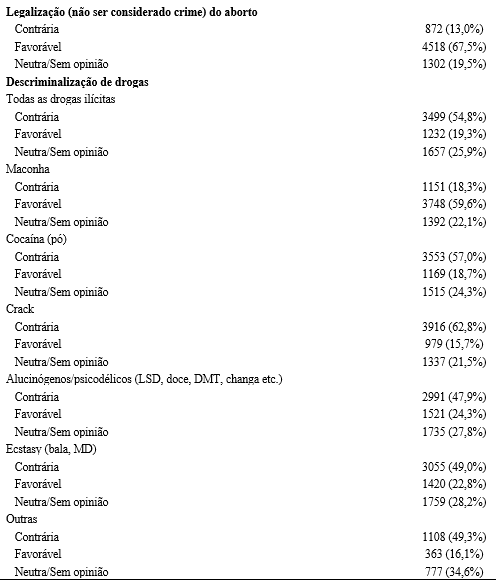 Legalização (não ser considerado crime) do aborto
Contrária 872 (13,0%)
Favorável 4518 (67,5%)
Neutra/Sem opinião 1302 (19,5%)
Descriminalização de drogas
Todas as drogas ilícitas
Contrária 3499 (54,8%)
Favorável 1232 (19,3%)
Neutra/Sem opinião 1657 (25,9%)
Maconha
Contrária 1151 (18,3%)
Favorável 3748 (59,6%)
Neutra/Sem opinião 1392 (22,1%)
Cocaína (pó)
Contrária 3553 (57,0%)
Favorável 1169 (18,7%)
Neutra/Sem opinião 1515 (24,3%)
Crack
Contrária 3916 (62,8%)
Favorável 979 (15,7%)
Neutra/Sem opinião 1337 (21,5%)
Alucinógenos/psicodélicos (LSD, doce, DMT, changa etc.)
Contrária 2991 (47,9%)
Favorável 1521 (24,3%)
Neutra/Sem opinião 1735 (27,8%)
Ecstasy (bala, MD)
Contrária 3055 (49,0%)
Favorável 1420 (22,8%)
Neutra/Sem opinião 1759 (28,2%)
Outras
Contrária 1108 (49,3%)
Favorável 363 (16,1%)
Neutra/Sem opinião 777 (34,6%)